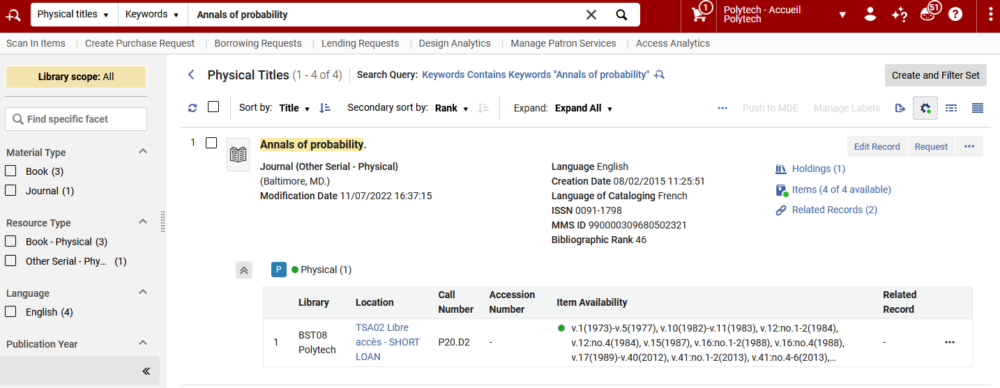 Physical titles Keywords Annals of probability 1 Polytech - Accueil Polytech 51
Scan In Items | Create Purchase Request | Borrowing Requests | Lending Requests | Design Analytics | Manage Patron Services | Access Analytics
Library scope: All
Find specific facet
Material Type
Book (3)
Journal (1)
Resource Type
Book - Physical (3)
Other Serial - Phy... (1)
Language
English (4)
Publication Year
Physical Titles (1 - 4 of 4) Search Query: Keywords Contains Keywords "Annals of probability" Create and Filter Set
Sort by: Title Secondary sort by: Rank Expand: Expand All Push to MDE Manage Labels
1 Annals of probability. Edit Record Request
Journal {Other Serial - Physical}
(Baltimore, MD.)
Modification Date 11/07/2022 16:37:15
Language English
Creation Date 08/02/2015 11:25:51
Language of Cataloging French
ISSN 0091-1798
MMS ID 990000309680502321
Bibliographic Rank 46
Holdings (1)
Items (4 of 4 available)
Related Records (2)
P Physical (1)
Library Location Call Number Accession Number Item Availability Related Record
1 BST08 Polytech TSA02 Libre accès - SHORT LOAN P20.D2 -
v.1(1973)-v.5(1977), v.10(1982)-v.11(1983), v.12:no.1-2(1984),
v.12:no.4(1984), v.15(1987), v.16:no.1-2(1988), v.16:no.4(1988),
v.17(1989)-v.40(2012), v.41:no.1-2(2013), v.41:no.4-6(2013),...
-